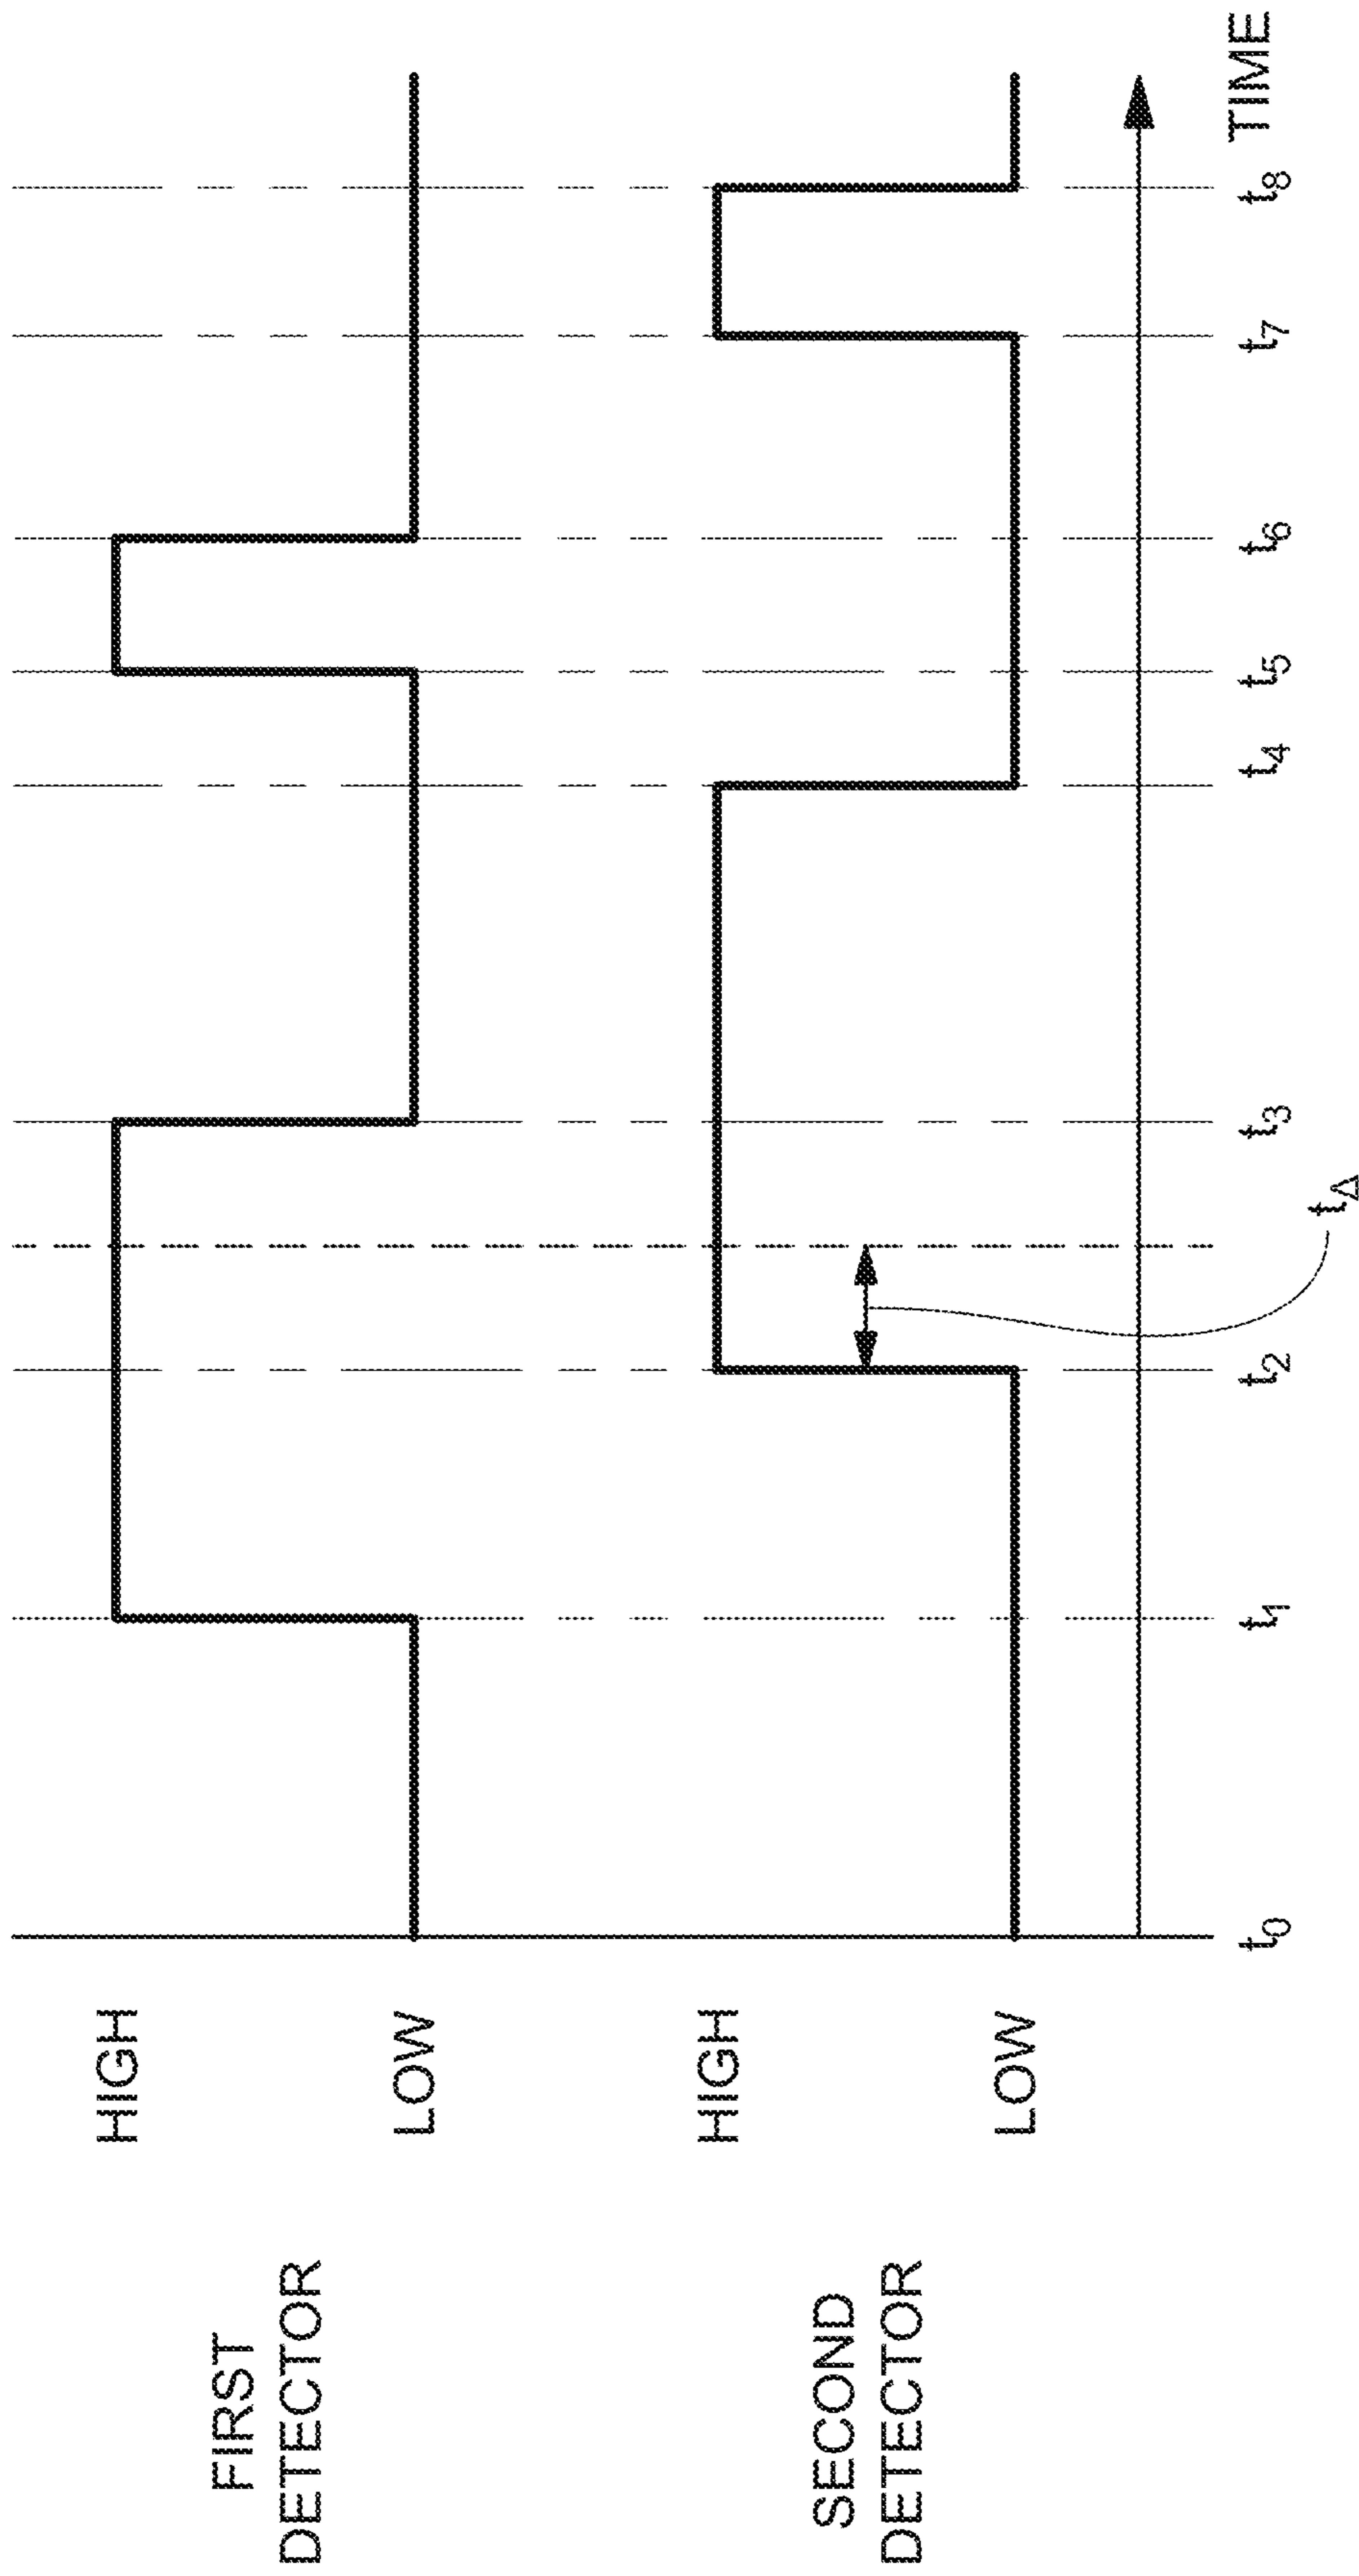 HIGH
FIRST
DETECTOR
LOW
HIGH
SECOND
DETECTOR
LOW
t0 t1 t2 t3 t4 t5 t6 t7 t8 TIME
tΔ